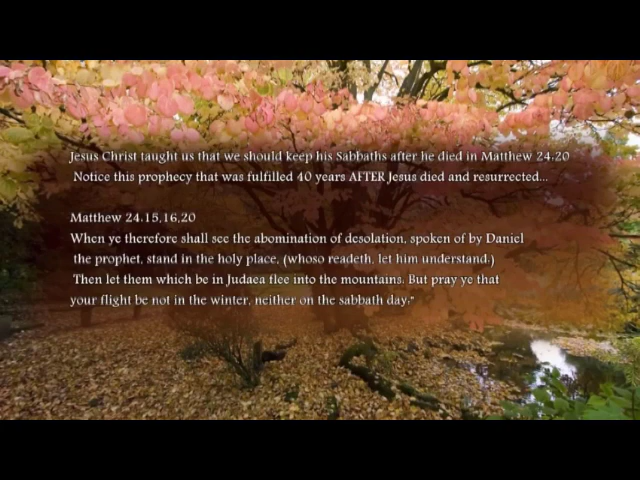 Jesus Christ taught us that we should keep his Sabbaths after he died in Matthew 24:20
Notice this prophecy that was fulfilled 40 years AFTER Jesus died and resurrected...
Matthew 24:15,16,20
When ye therefore shall see the abomination of desolation, spoken of by Daniel
the prophet, stand in the holy place, (whoso readeth, let him understand:)
Then let them which be in Judaea flee into the mountains: But pray ye that
your flight be not in the winter, neither on the sabbath day:"